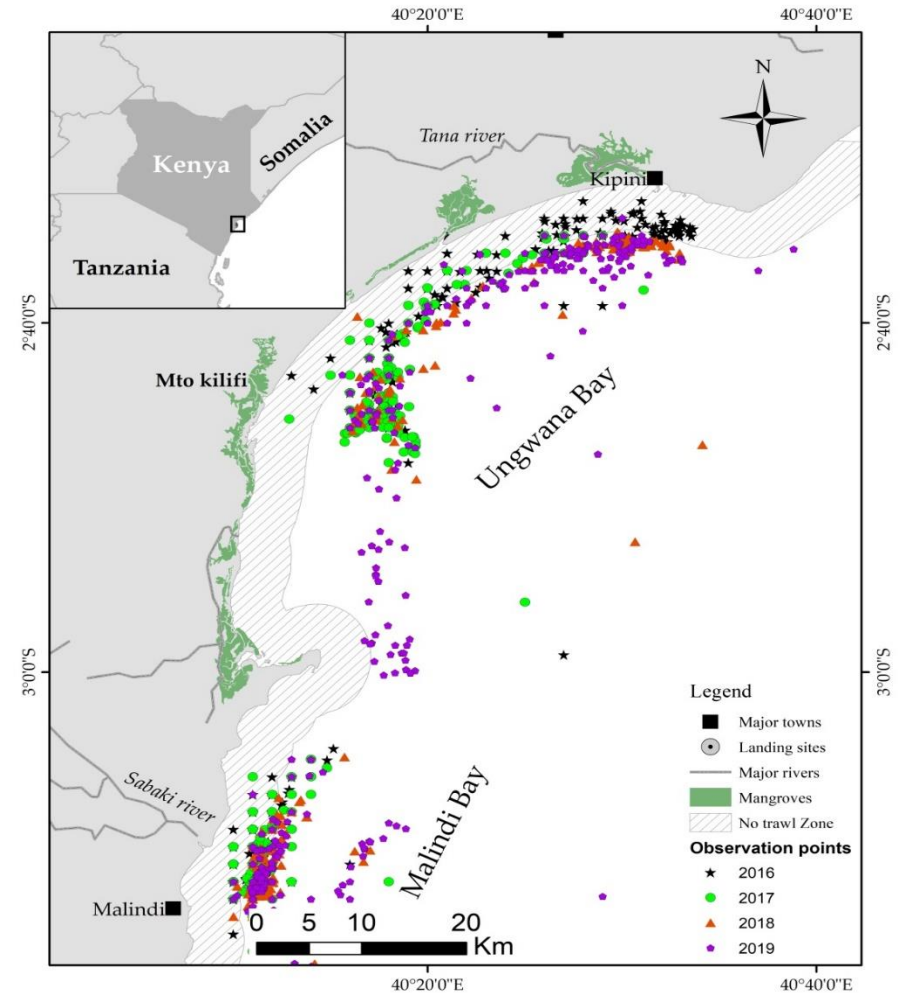 40°20'0"E 40°40'0"E
Kenya
Somalia
Tanzania
N
Tana river
Kipini
2°40'0"S 2°40'0"S
Mto kilifi
Ungwana Bay
3°0'0"S 3°0'0"S
Legend
Major towns
Landing sites
Major rivers
Mangroves
No trawl Zone
Observation points
2016
2017
2018
2019
Sabaki river
Malindi Bay
Malindi
0 5 10 20
Km
40°20'0"E 40°40'0"E